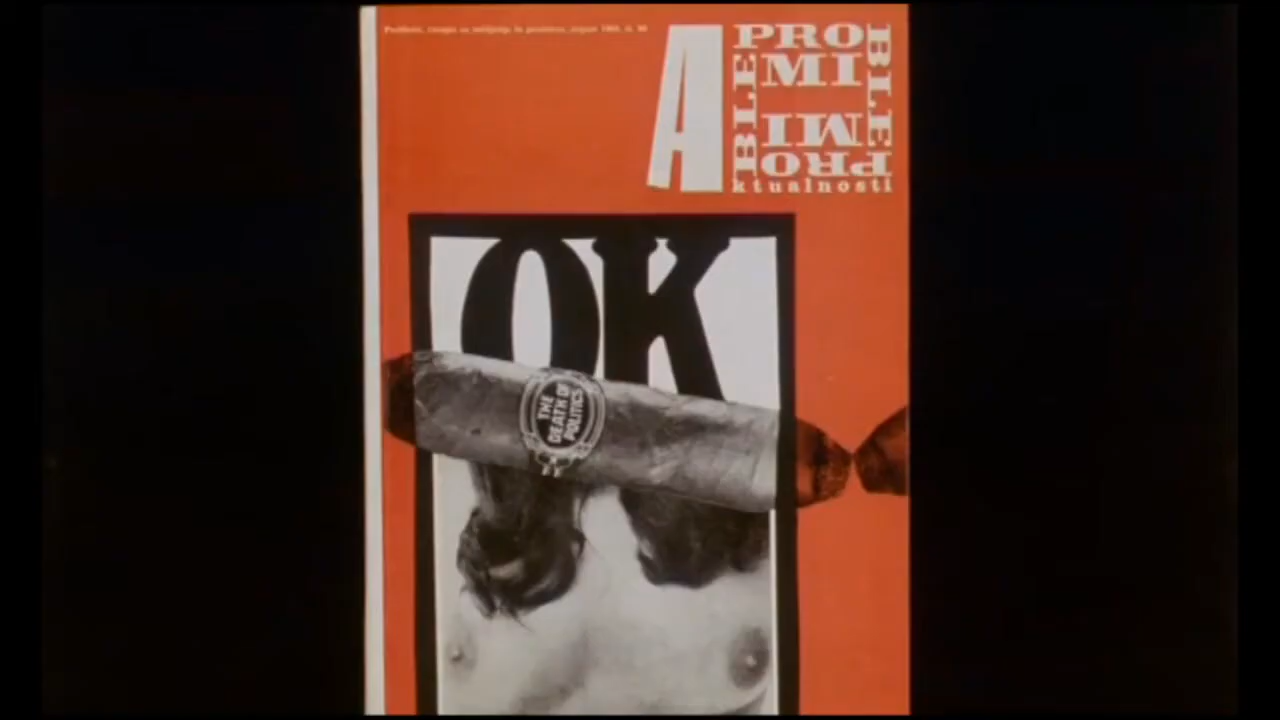 A
PRO
BLE
MI
PRO
BLE
MI
ktualnosti
OK
THE
DEATH OF
POLITICS